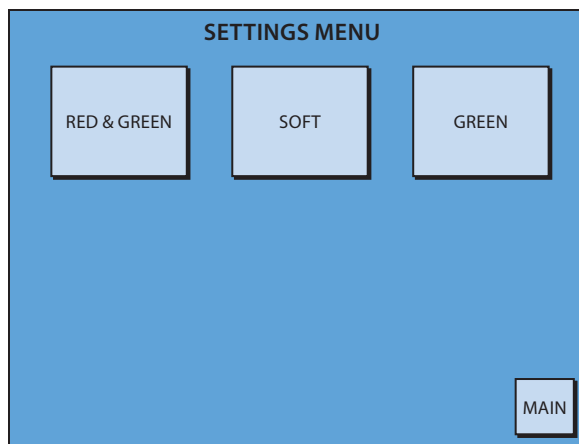 SETTINGS MENU
RED & GREEN
SOFT
GREEN
MAIN